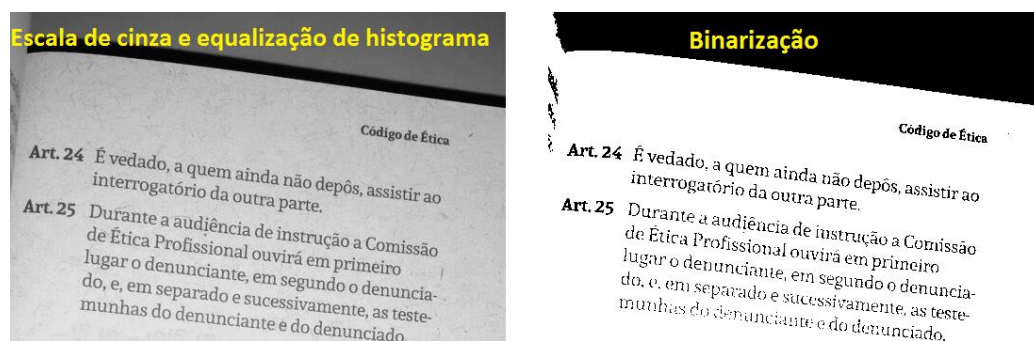 Escala de cinza e equalização de histograma
Código de Ética
Art. 24 É vedado, a quem ainda não depôs, assistir ao
interrogatório da outra parte.
Art. 25 Durante a audiência de instrução a Comissão
de Ética Profissional ouvirá em primeiro
lugar o denunciante, em segundo o denuncia-
do, e, em separado e sucessivamente, as teste-
munhas do denunciante e do denunciado.
Binarização
Código de Ética
Art. 24 É vedado, a quem ainda não depôs, assistir ao
interrogatório da outra parte.
Art. 25 Durante a audiência de instrução a Comissão
de Ética Profissional ouvirá em primeiro
lugar o denunciante, em segundo o denuncia-
do, e, em separado e sucessivamente, as teste-
munhas do denunciante e do denunciado.